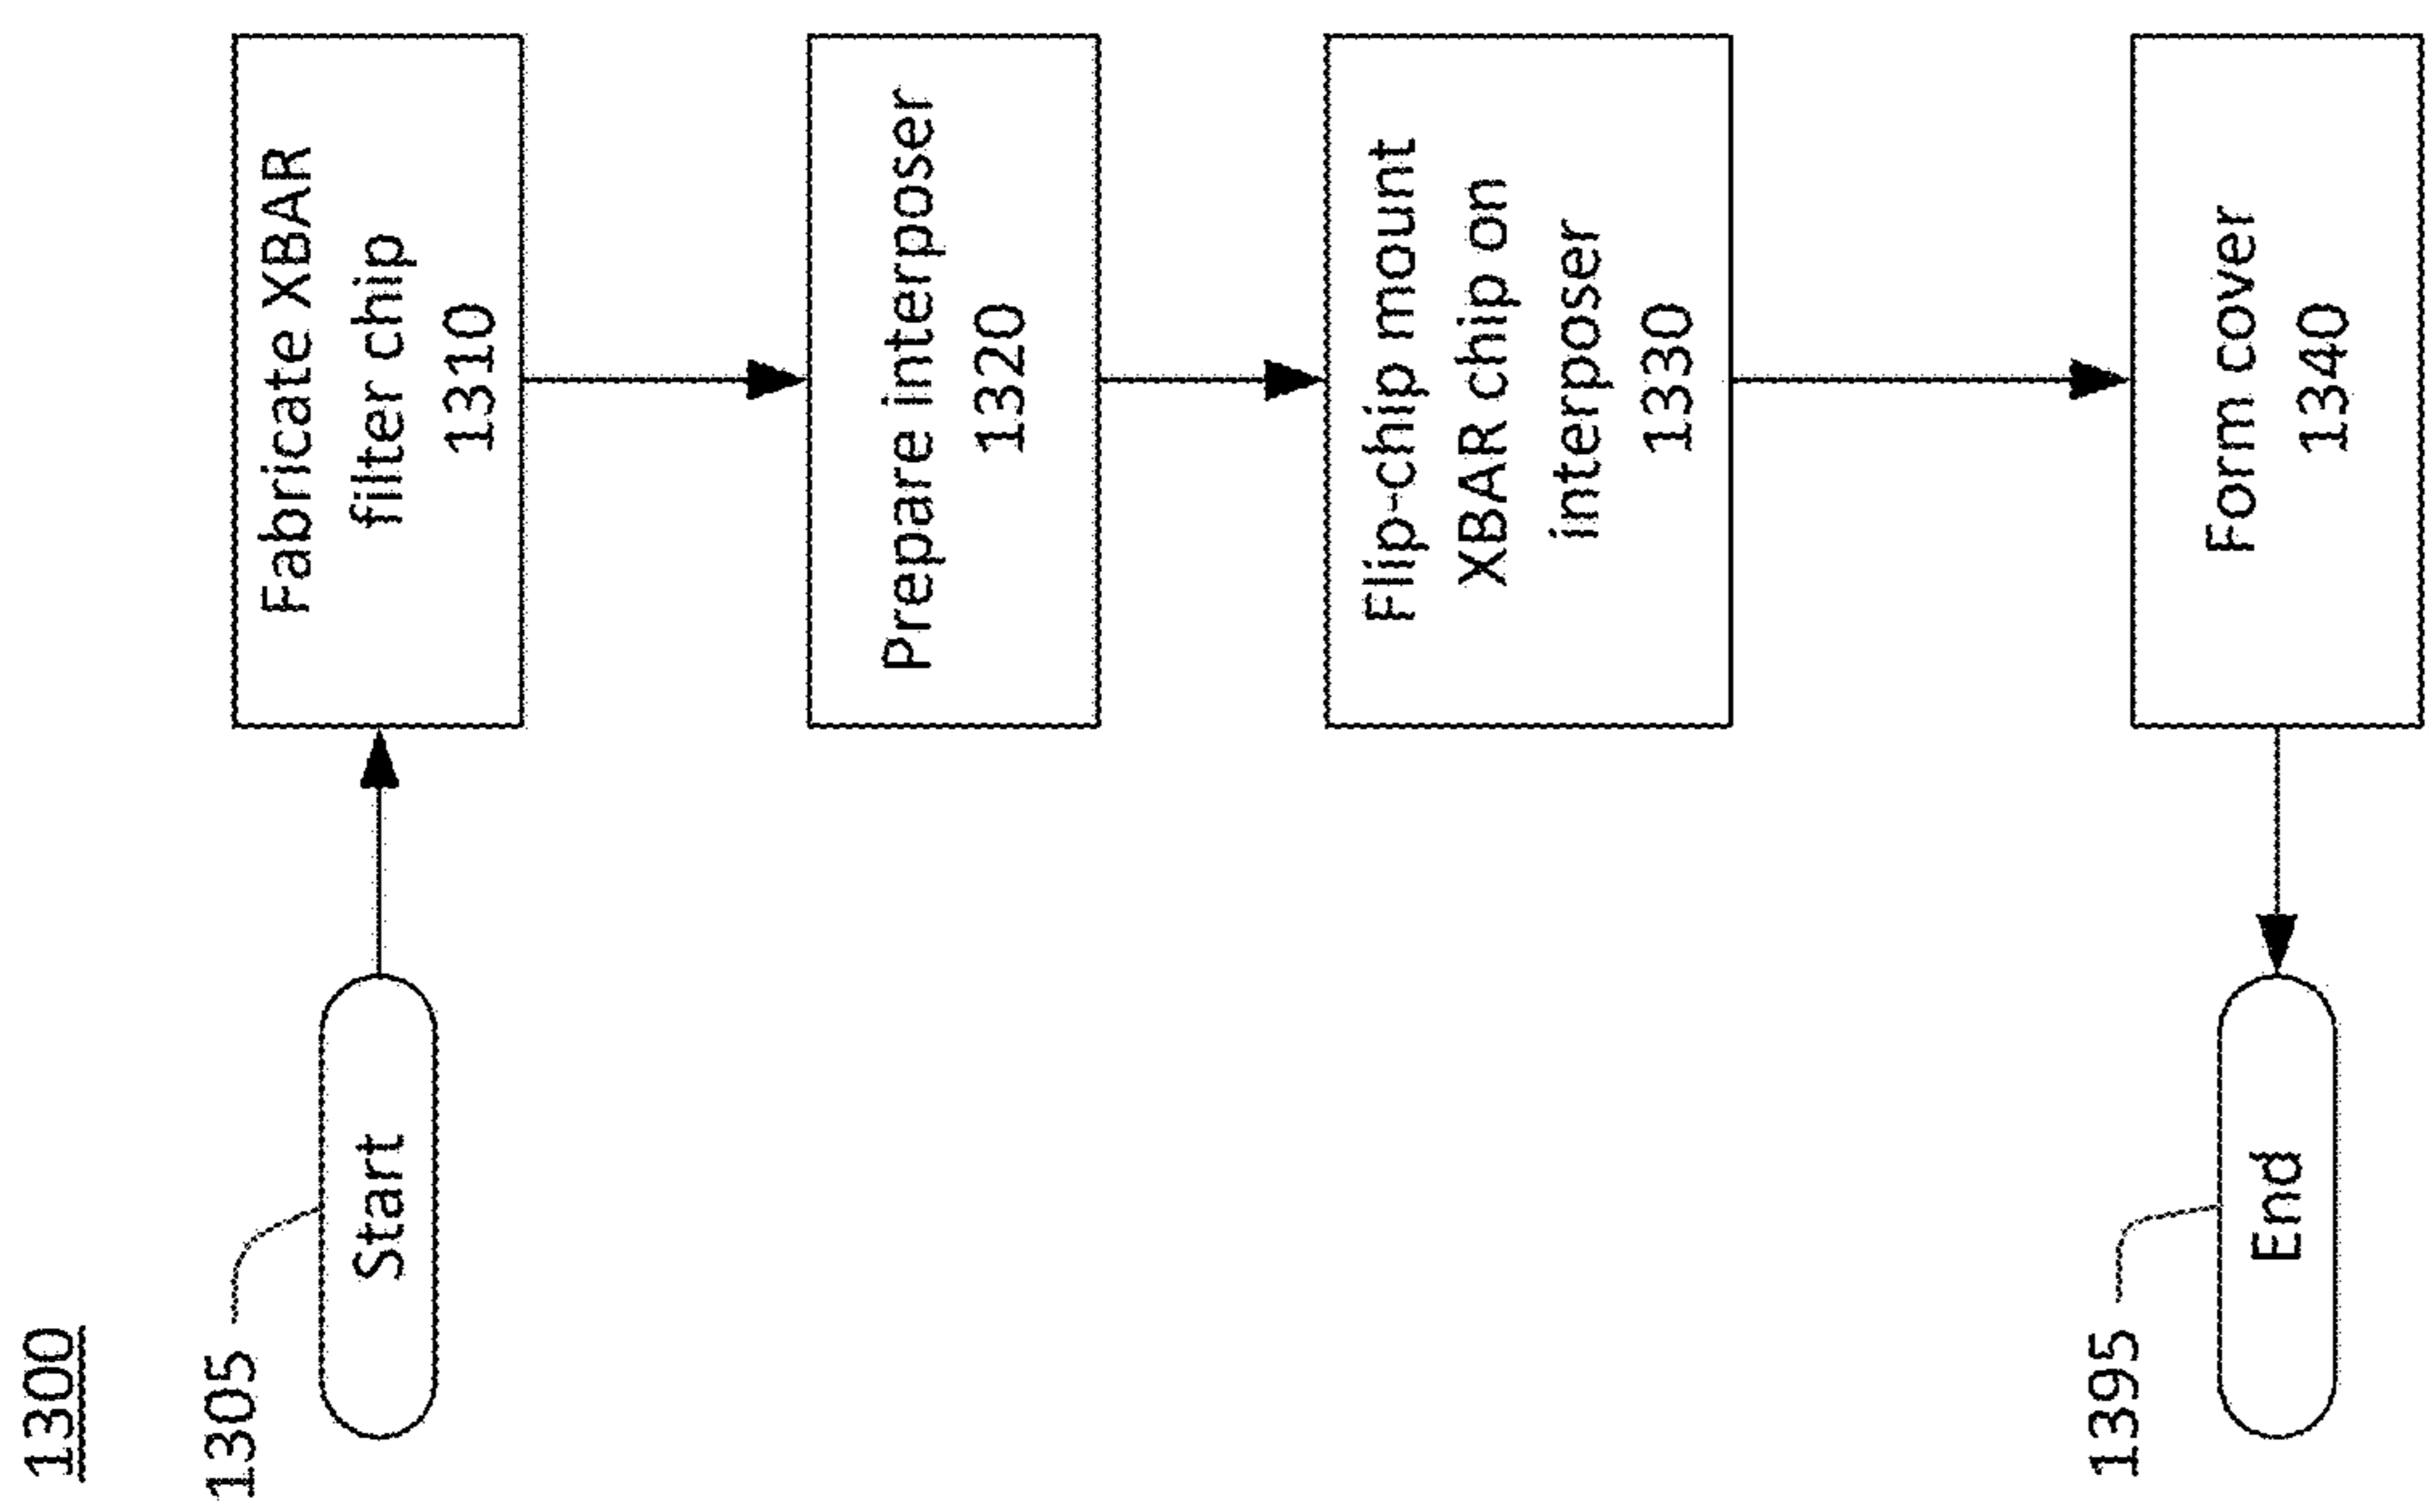 1300
1305
Start
Fabricate XBAR
filter chip
1310
Prepare interposer
1320
Flip-chip mount
XBAR chip on
interposer
1330
Form cover
1340
1395
End